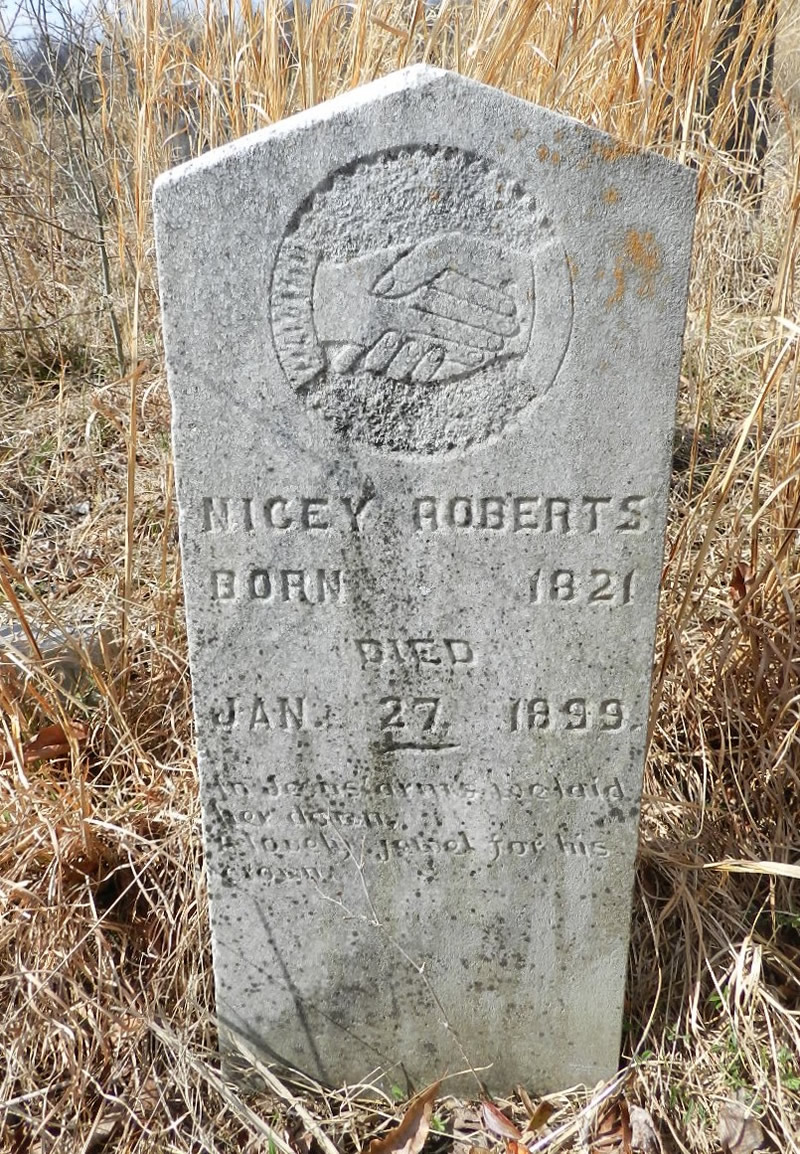 NICEY ROBERTS
BORN 1821
DIED
JAN. 27. 1899.
In Jesus' arms we laid
her down,
A lovely jewel for his
crown.